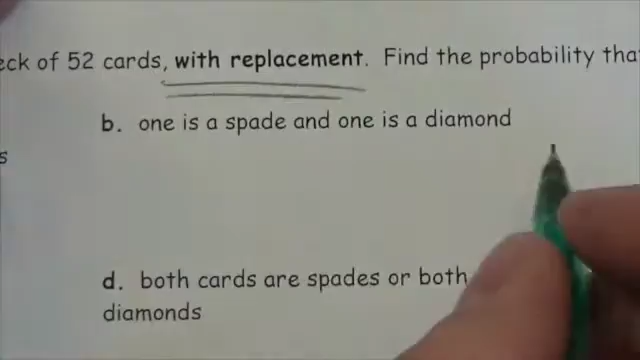 eck of 52 cards, with replacement. Find the probability tha
b. one is a spade and one is a diamond
s
d. both cards are spades or both
diamonds